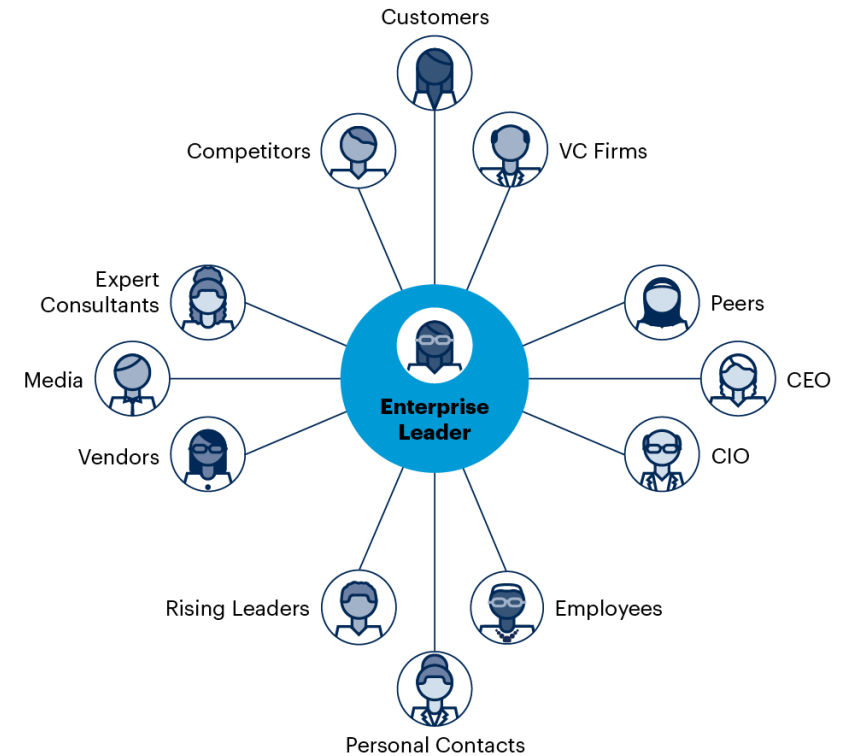 Customers
Competitors
VC Firms
Expert
Consultants
Peers
Media
CEO
Enterprise
Leader
Vendors
CIO
Rising Leaders
Employees
Personal Contacts